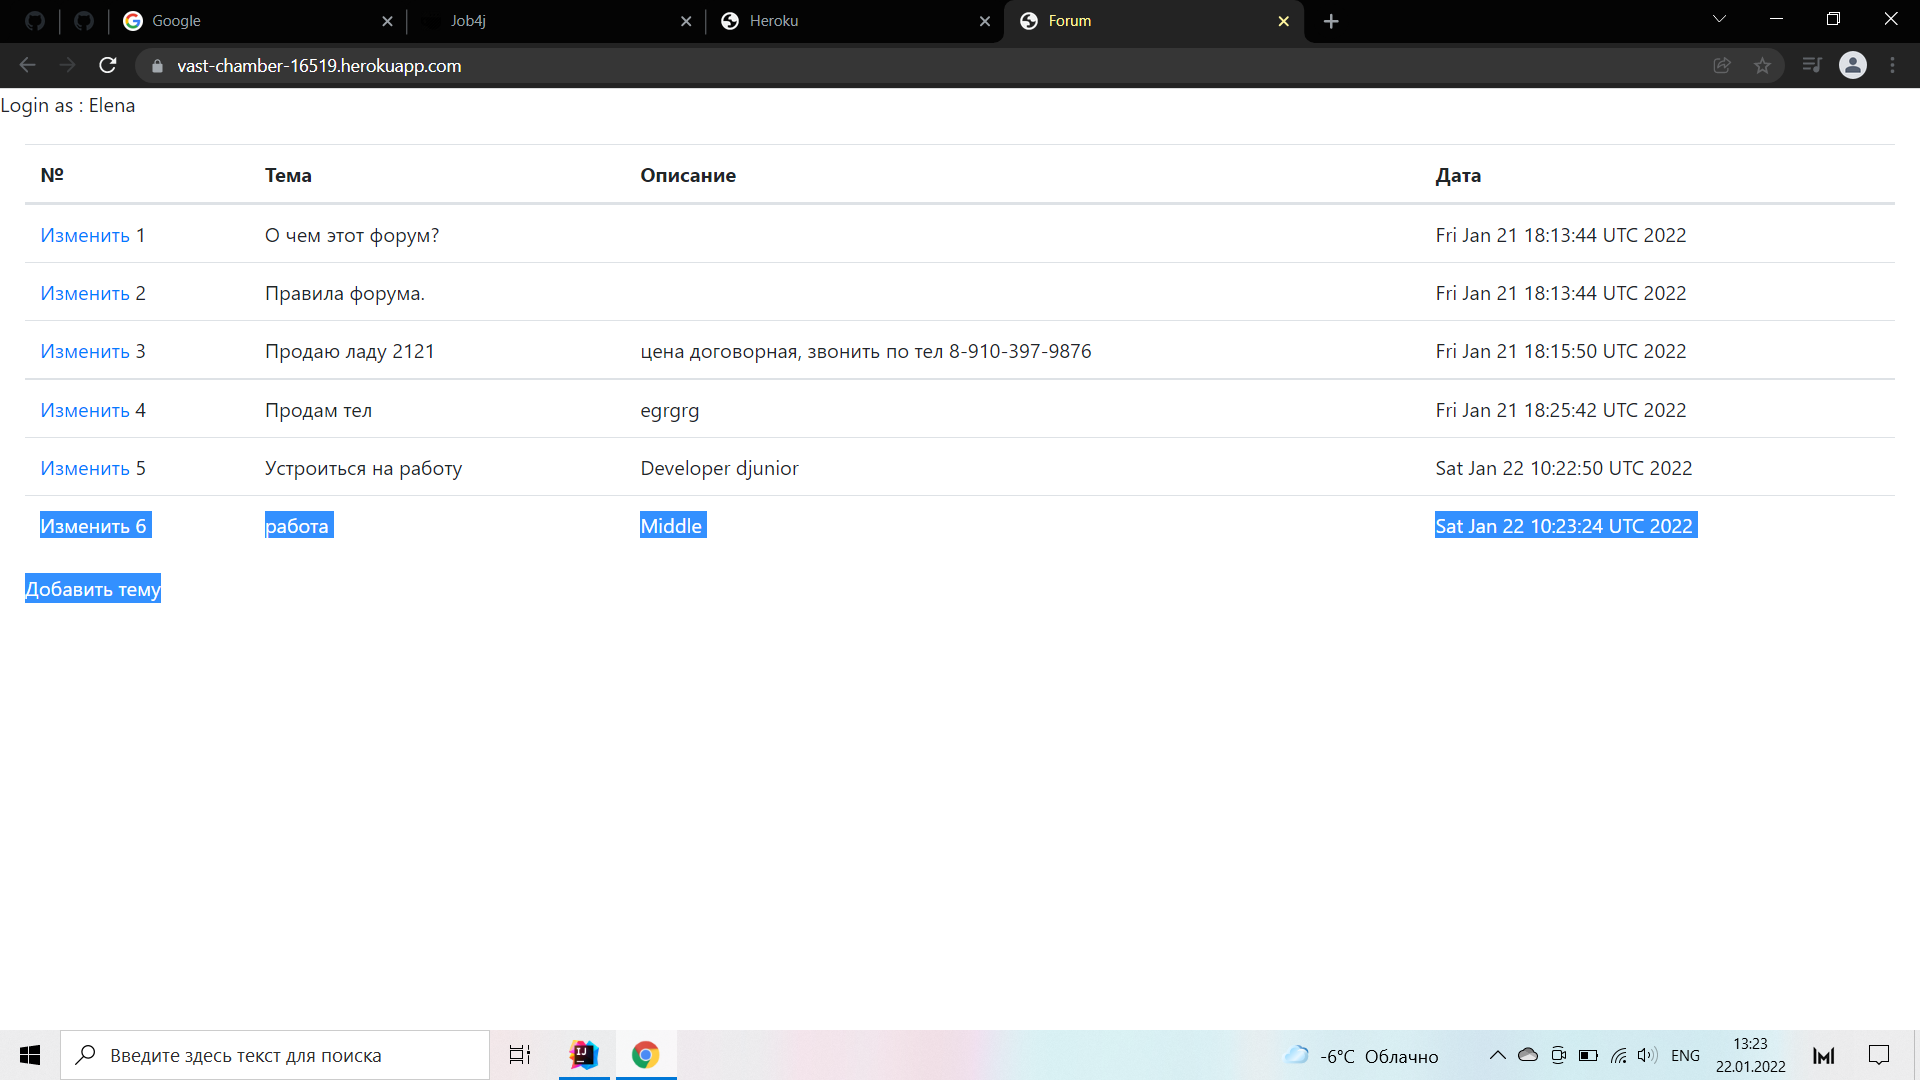 Google
Job4j
Heroku
Forum
vast-chamber-16519.herokuapp.com
Login as : Elena
№ Тема Описание Дата
Изменить 1 О чем этот форум? Fri Jan 21 18:13:44 UTC 2022
Изменить 2 Правила форума. Fri Jan 21 18:13:44 UTC 2022
Изменить 3 Продаю ладу 2121 цена договорная, звонить по тел 8-910-397-9876 Fri Jan 21 18:15:50 UTC 2022
Изменить 4 Продам тел egrgrg Fri Jan 21 18:25:42 UTC 2022
Изменить 5 Устроиться на работу Developer djunior Sat Jan 22 10:22:50 UTC 2022
Изменить 6 работа Middle Sat Jan 22 10:23:24 UTC 2022
Добавить тему
Введите здесь текст для поиска
-6°C Облачно
ENG
13:23
22.01.2022